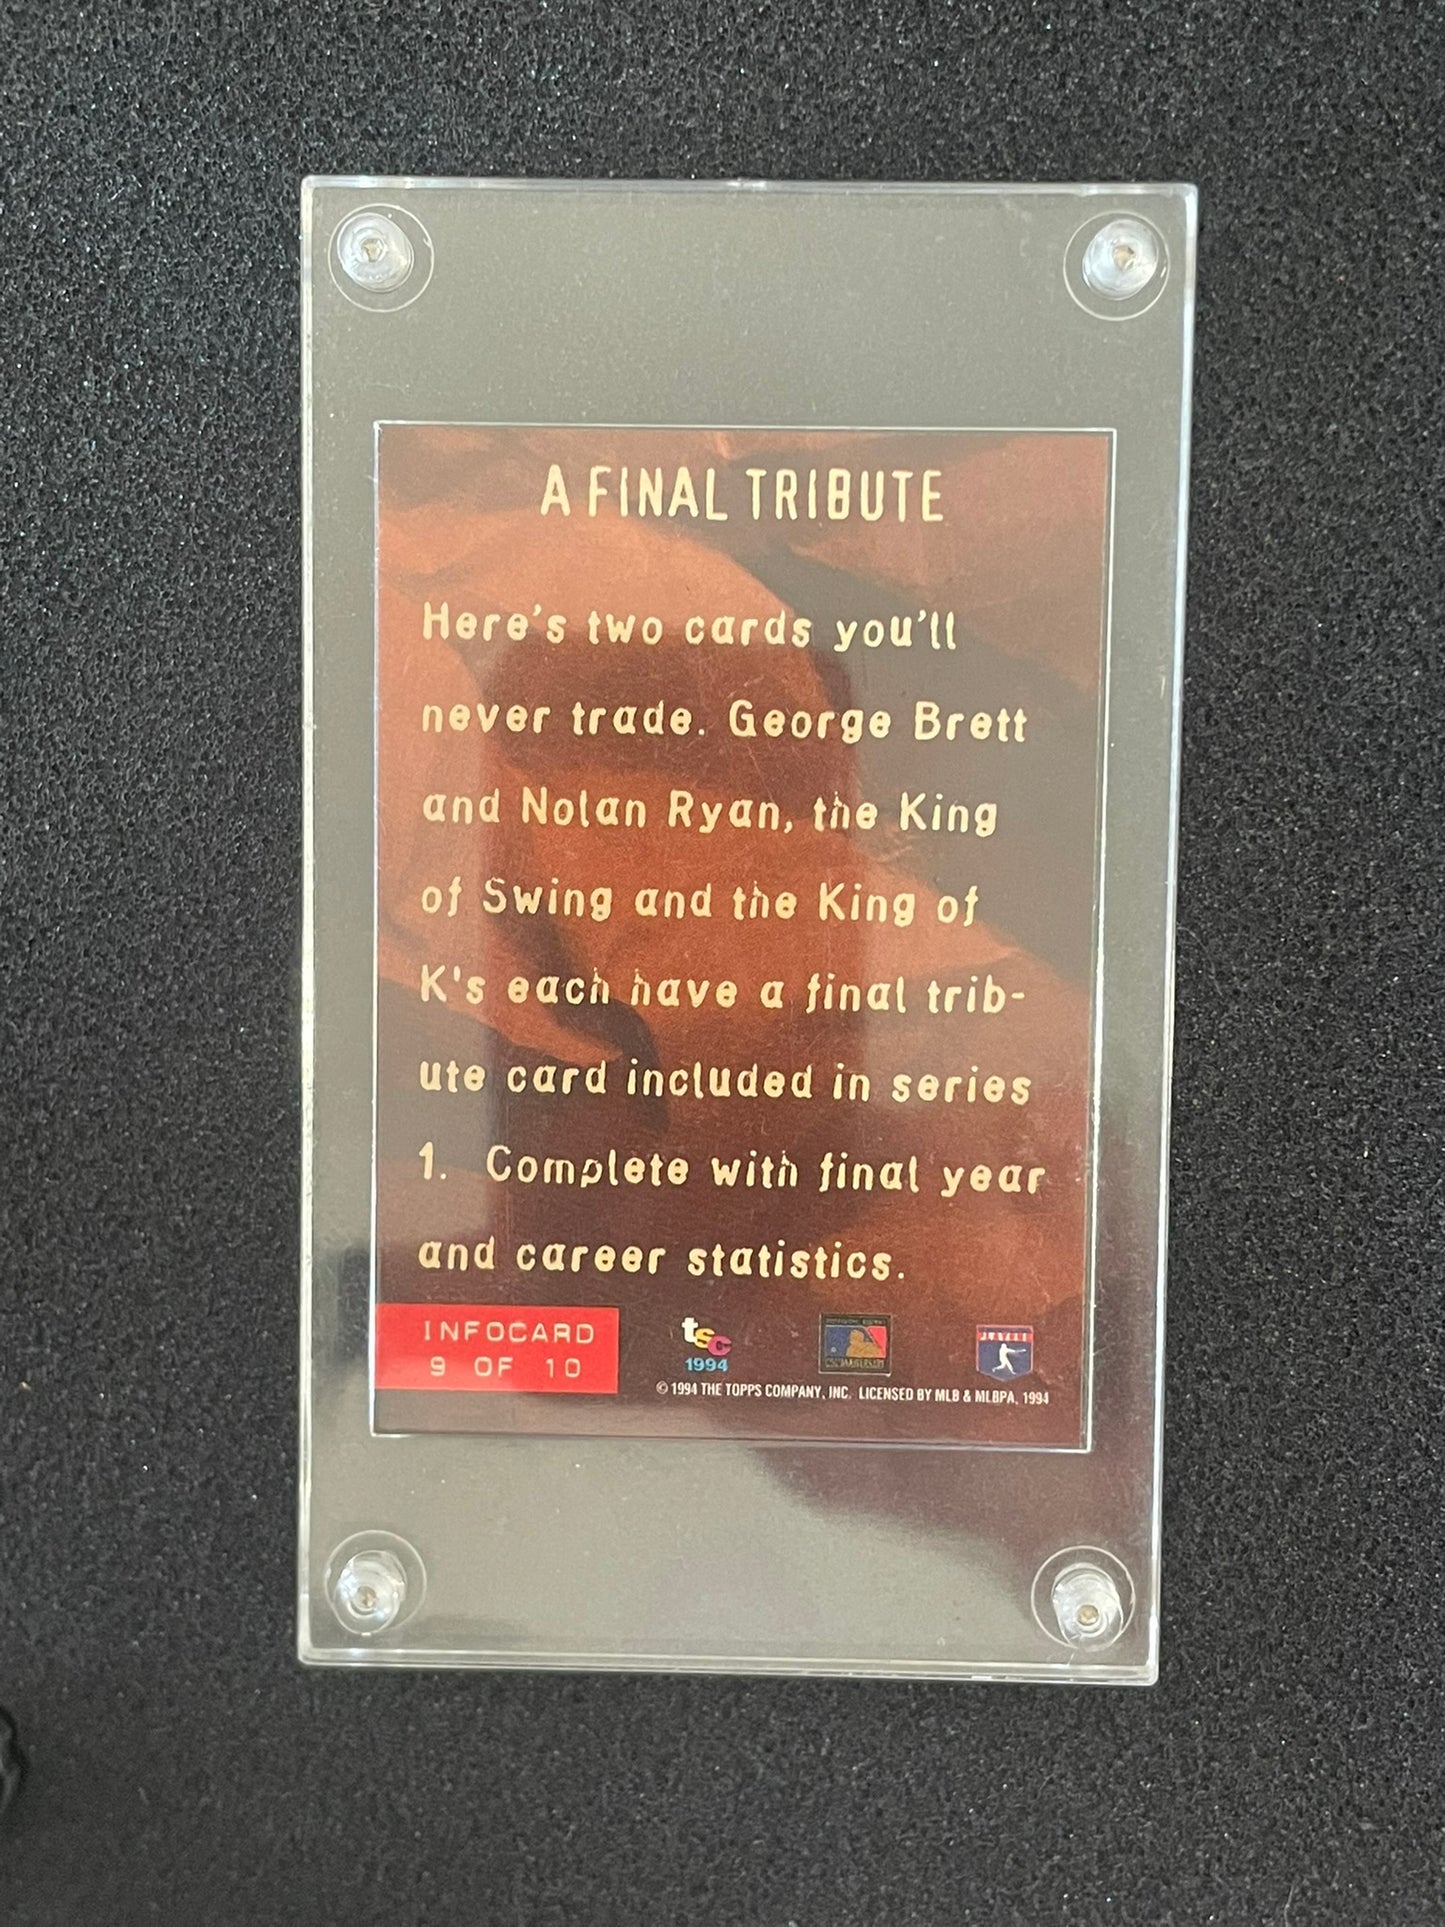 A FINAL TRIBUTE
Here's two cards you'll
never trade. George Brett
and Nolan Ryan, the King
of Swing and the King of
K's each have a final trib-
ute card included in series
1. Complete with final year
and career statistics.
INFOCARD
9 OF 10
tsc
1994
© 1994 THE TOPPS COMPANY, INC. LICENSED BY MLB & MLBPA, 1994